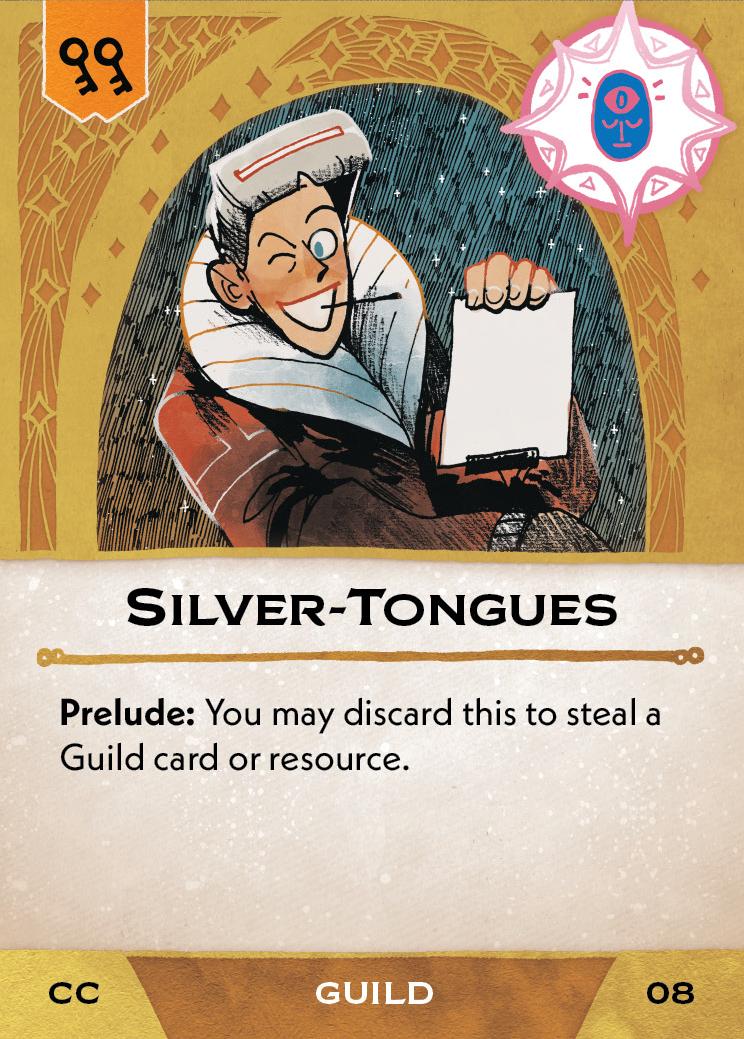 SILVER-TONGUES
Prelude: You may discard this to steal a
Guild card or resource.
CC
GUILD
08